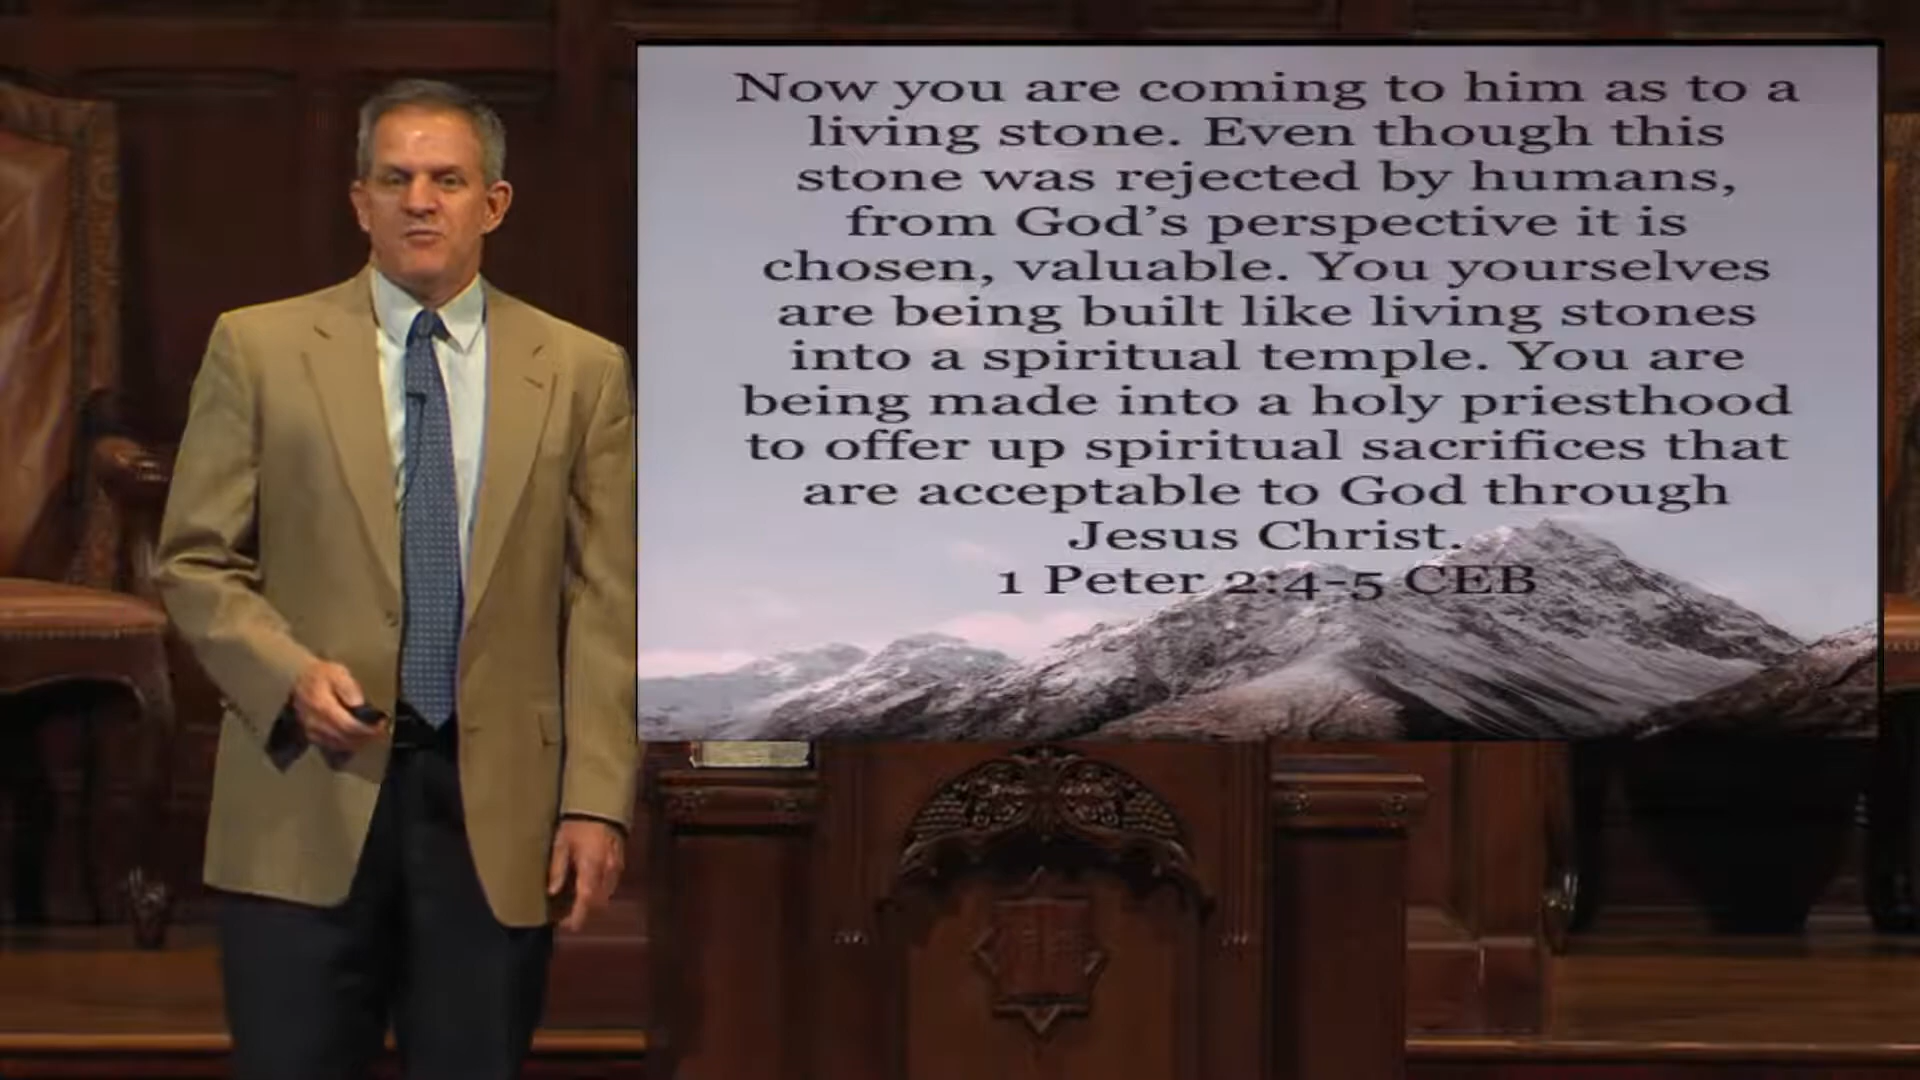 Now you are coming to him as to a
living stone. Even though this
stone was rejected by humans,
from God’s perspective it is
chosen, valuable. You yourselves
are being built like living stones
into a spiritual temple. You are
being made into a holy priesthood
to offer up spiritual sacrifices that
are acceptable to God through
Jesus Christ.
1 Peter 2:4-5 CEB